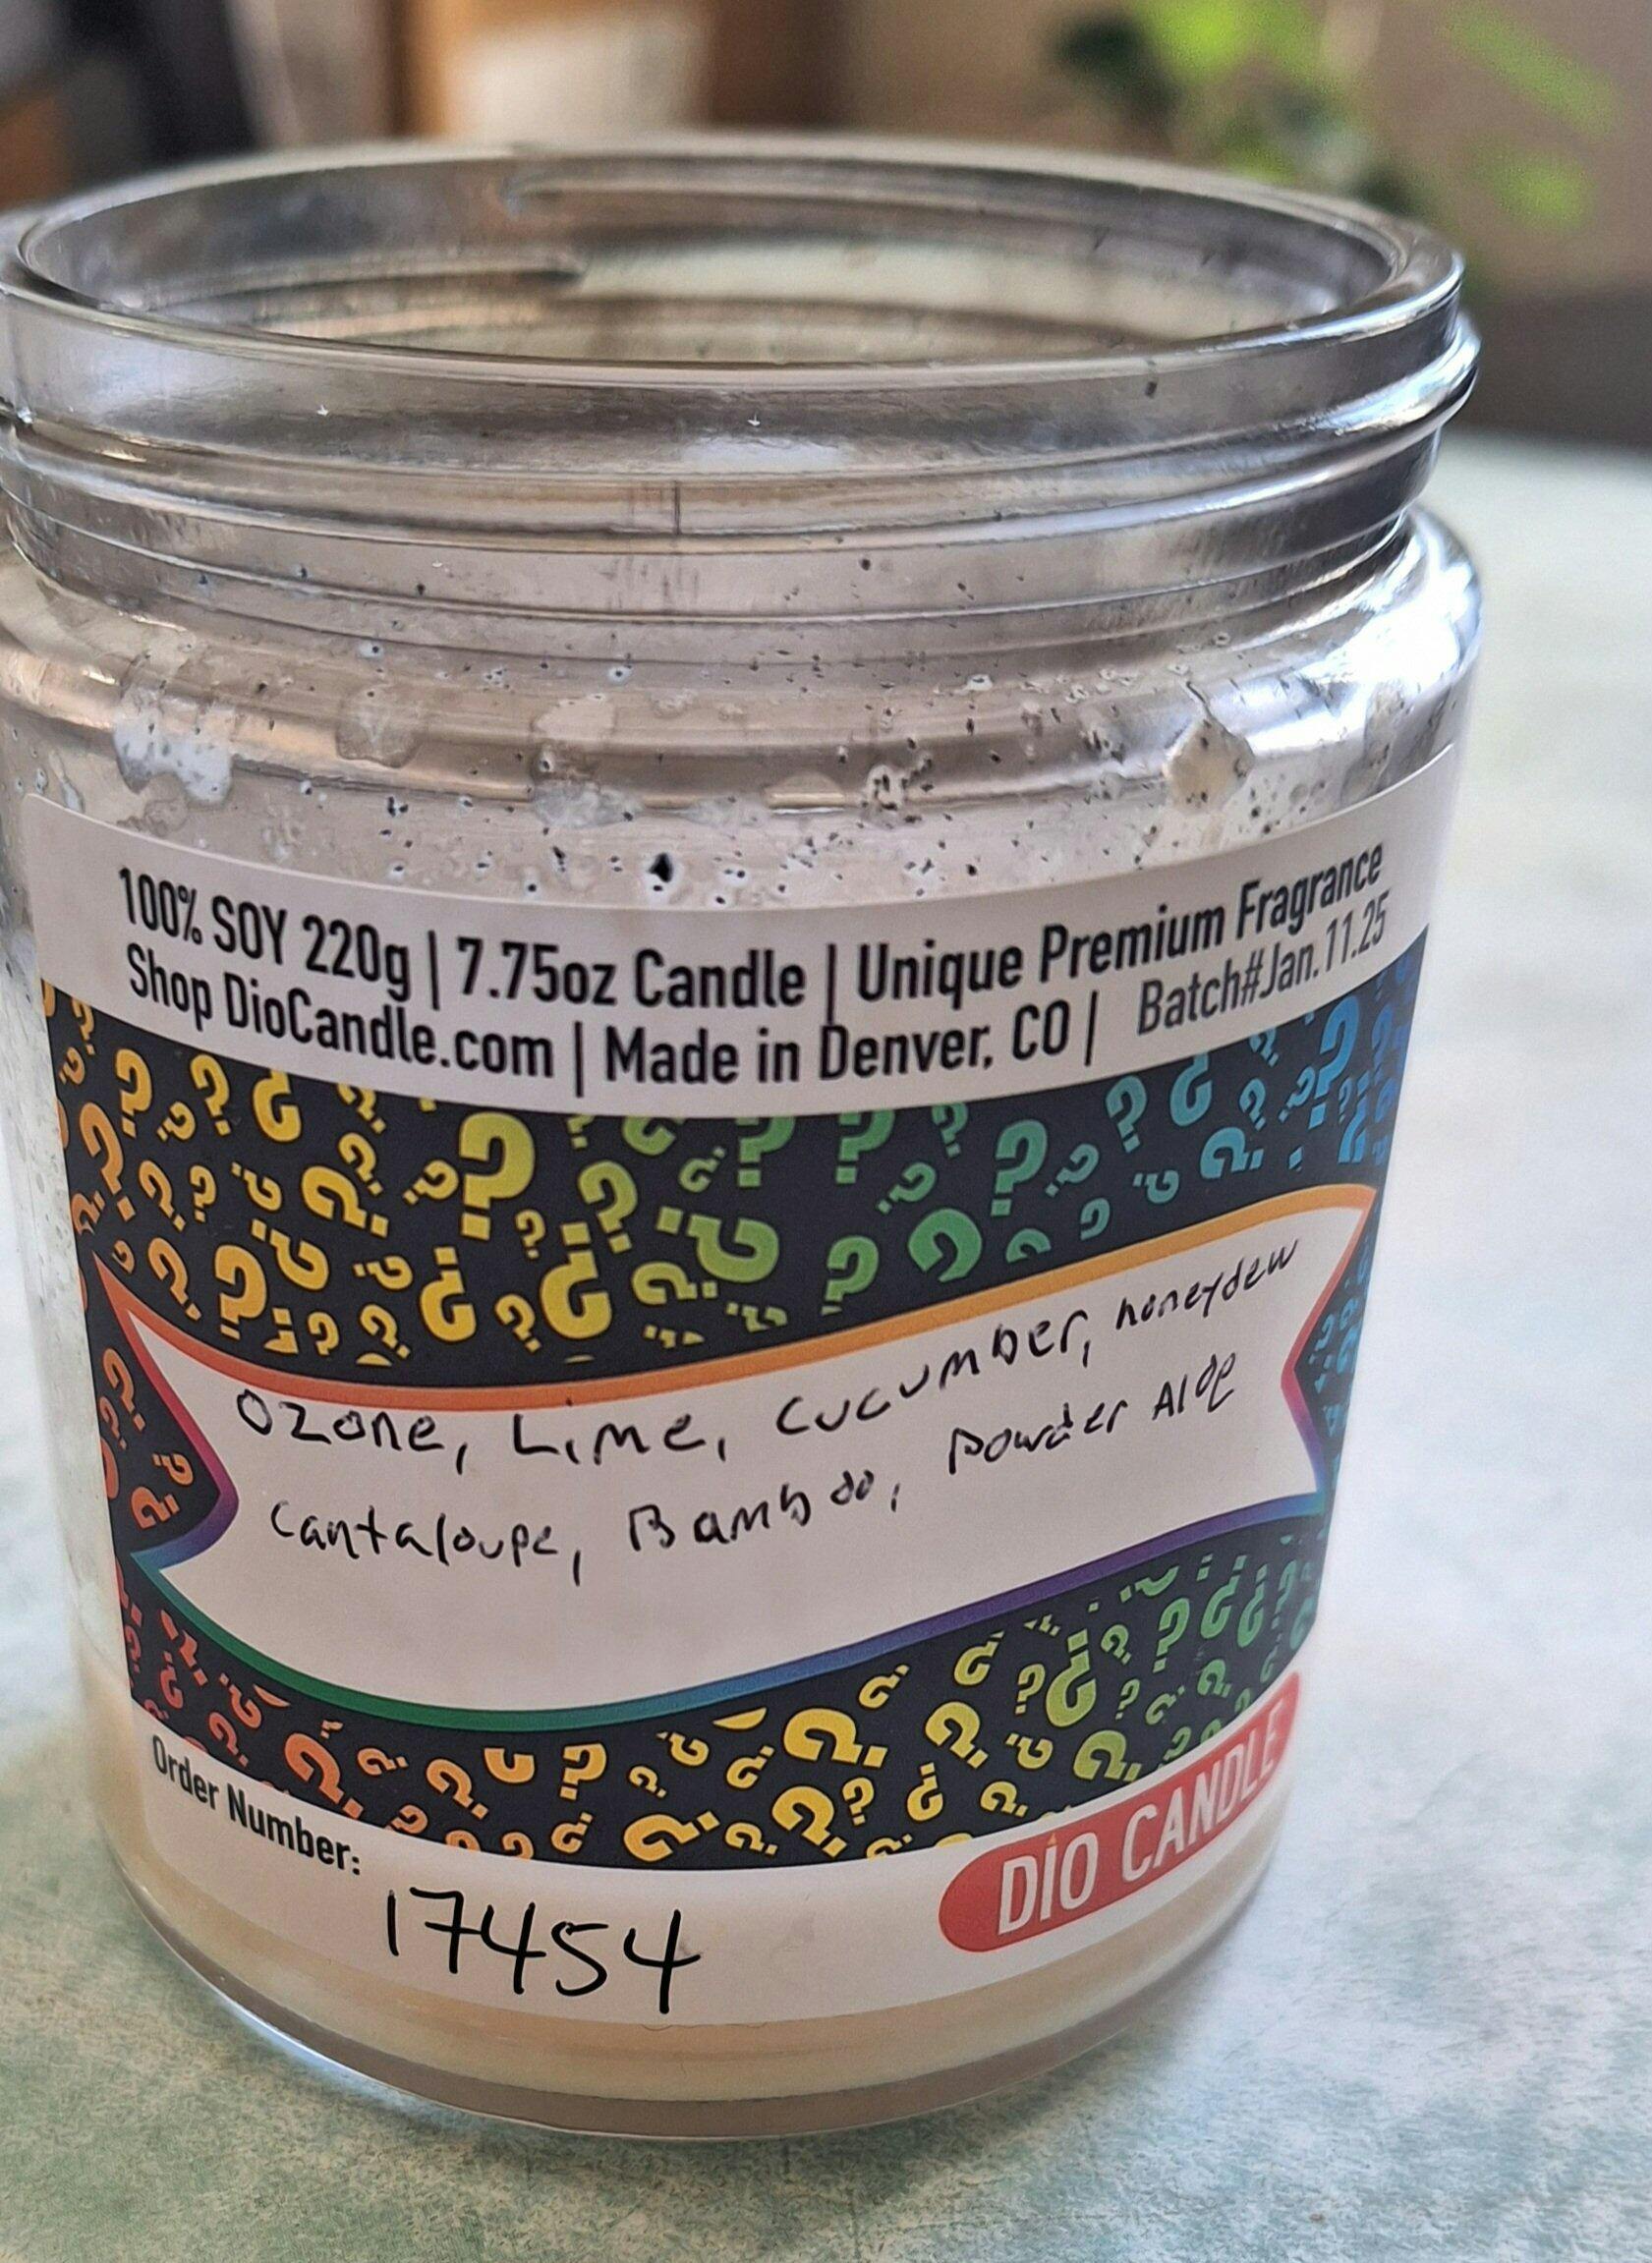 100% SOY 220g | 7.75oz Candle | Unique Premium Fragrance
Shop DioCandle.com | Made in Denver, CO | Batch#Jan.11.25
Ozone, Lime, Cucumber, honeydew
Cantaloupe, Bamboo, Powder Aloe
Order Number:
17454
DIO CANDLE